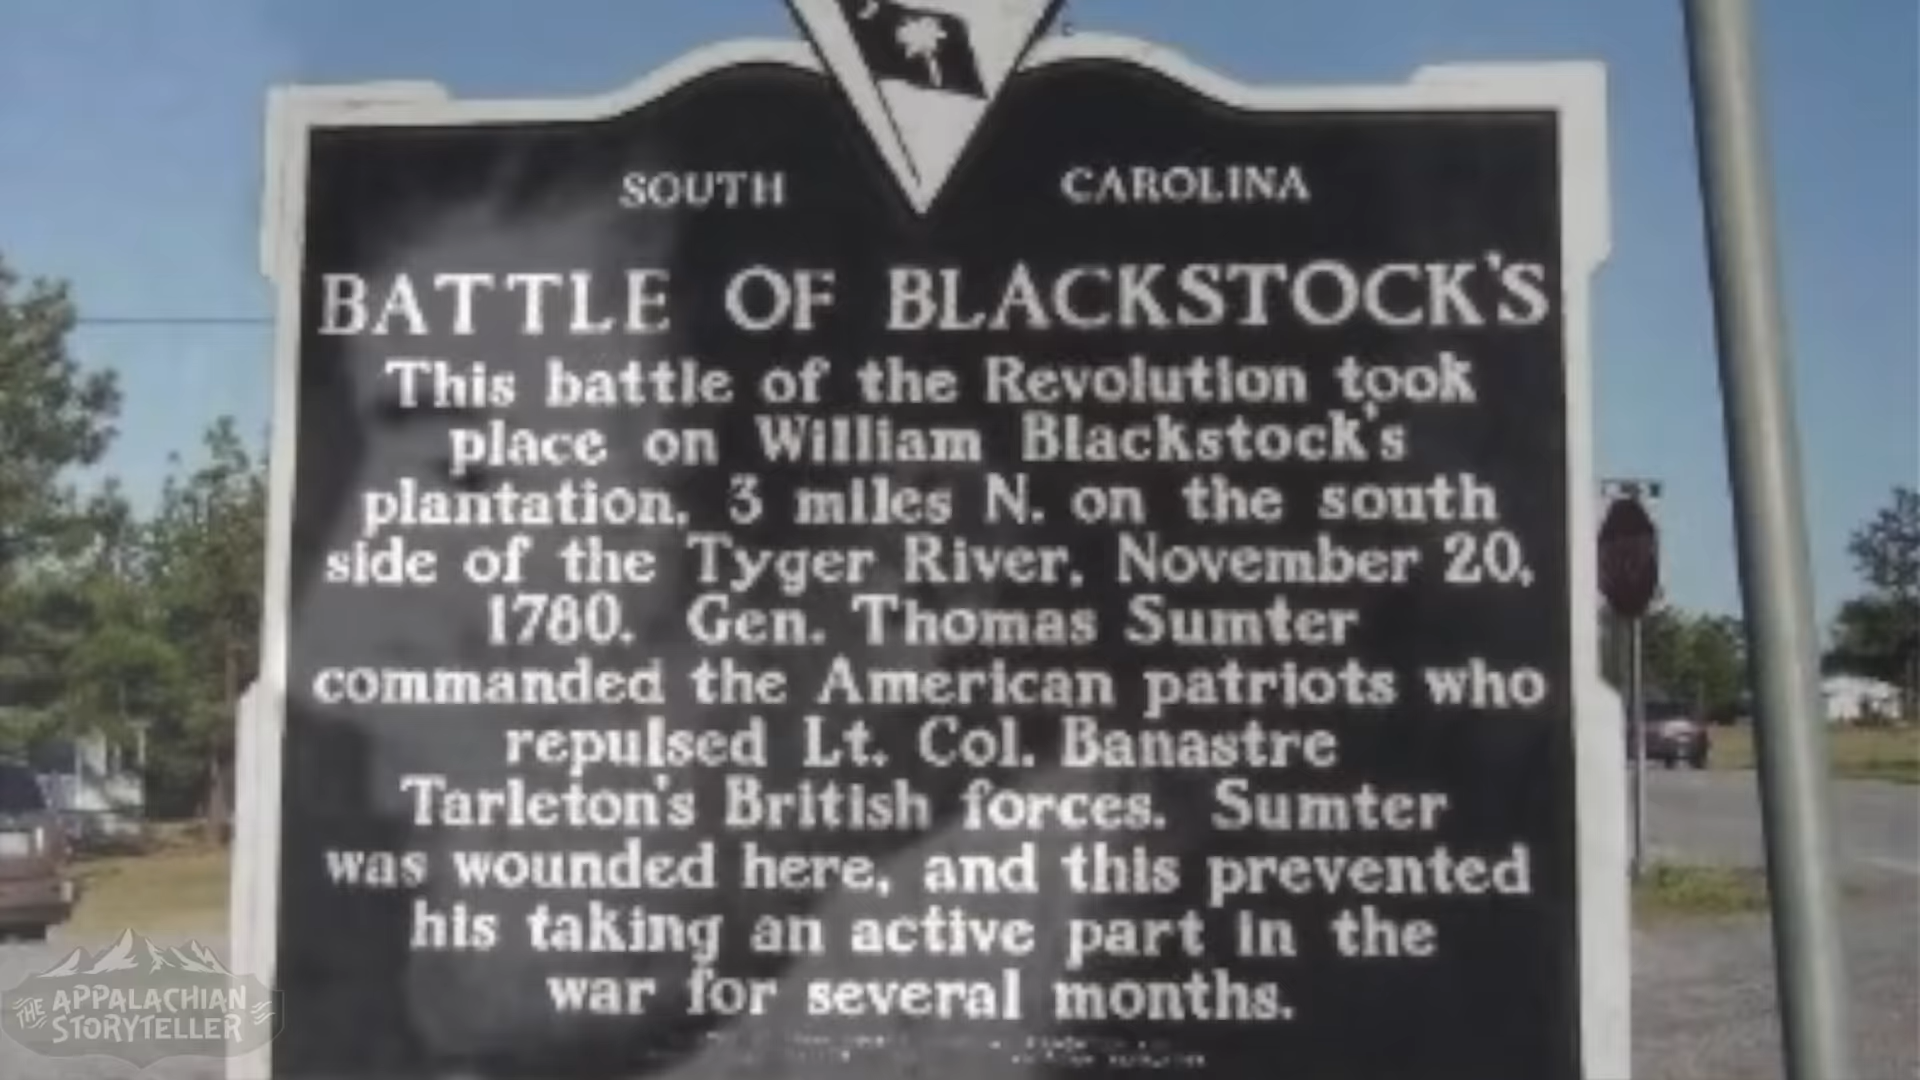 SOUTH CAROLINA
BATTLE OF BLACKSTOCK'S
This battle of the Revolution took
place on William Blackstock's
plantation, 3 miles N. on the south
side of the Tyger River, November 20,
1780. Gen. Thomas Sumter
commanded the American patriots who
repulsed Lt. Col. Banastre
Tarleton's British forces. Sumter
was wounded here, and this prevented
his taking an active part in the
war for several months.
THE APPALACHIAN
STORYTELLER